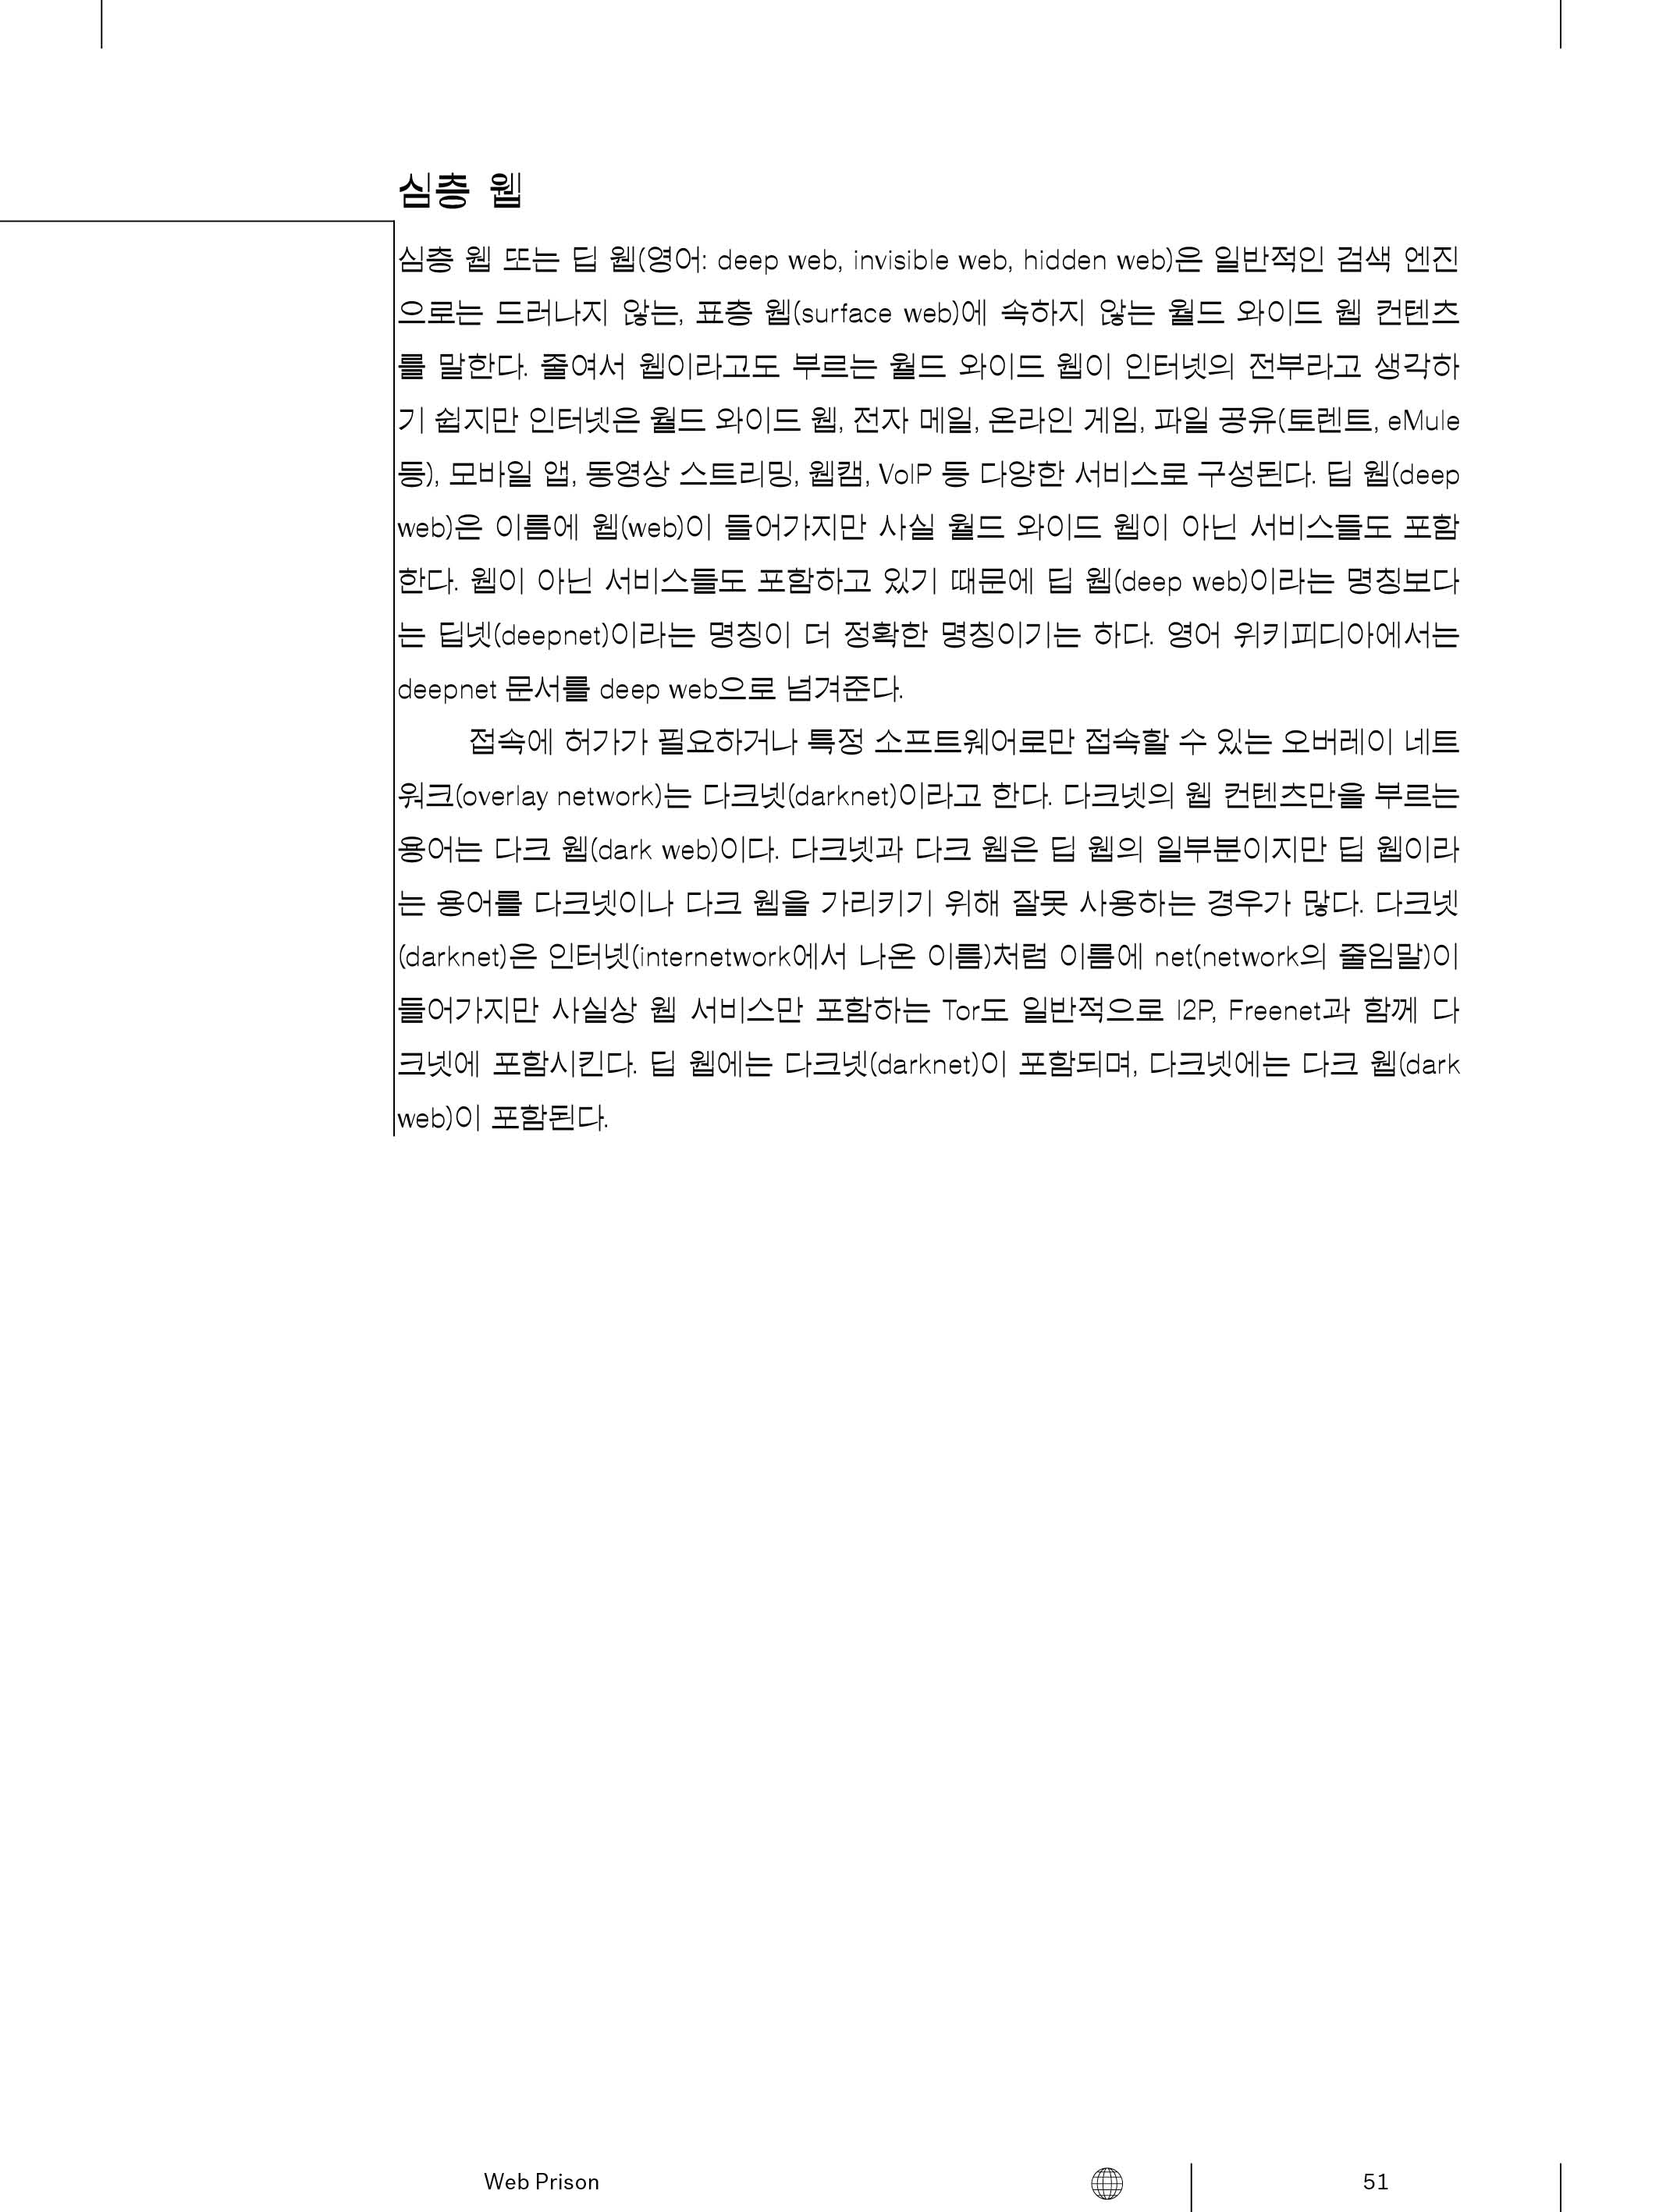 심층 웹
심층 웹 또는 딥 웹(영어: deep web, invisible web, hidden web)은 일반적인 검색 엔진
으로는 드러나지 않는, 표층 웹(surface web)에 속하지 않는 월드 와이드 웹 컨텐츠
를 말한다. 줄여서 웹이라고도 부르는 월드 와이드 웹이 인터넷의 전부라고 생각하
기 쉽지만 인터넷은 월드 와이드 웹, 전자 메일, 온라인 게임, 파일 공유(토렌트, eMule
등), 모바일 앱, 동영상 스트리밍, 웹캠, VoIP 등 다양한 서비스로 구성된다. 딥 웹(deep
web)은 이름에 웹(web)이 들어가지만 사실 월드 와이드 웹이 아닌 서비스들도 포함
한다. 웹이 아닌 서비스들도 포함하고 있기 때문에 딥 웹(deep web)이라는 명칭보다
는 딥넷(deepnet)이라는 명칭이 더 정확한 명칭이기는 하다. 영어 위키피디아에서는
deepnet 문서를 deep web으로 넘겨준다.
접속에 허가가 필요하거나 특정 소프트웨어로만 접속할 수 있는 오버레이 네트
워크(overlay network)는 다크넷(darknet)이라고 한다. 다크넷의 웹 컨텐츠만을 부르는
용어는 다크 웹(dark web)이다. 다크넷과 다크 웹은 딥 웹의 일부분이지만 딥 웹이라
는 용어를 다크넷이나 다크 웹을 가리키기 위해 잘못 사용하는 경우가 많다. 다크넷
(darknet)은 인터넷(internetwork에서 나온 이름)처럼 이름에 net(network의 줄임말)이
들어가지만 사실상 웹 서비스만 포함하는 Tor도 일반적으로 I2P, Freenet과 함께 다
크넷에 포함시킨다. 딥 웹에는 다크넷(darknet)이 포함되며, 다크넷에는 다크 웹(dark
web)이 포함된다.
Web Prison
51